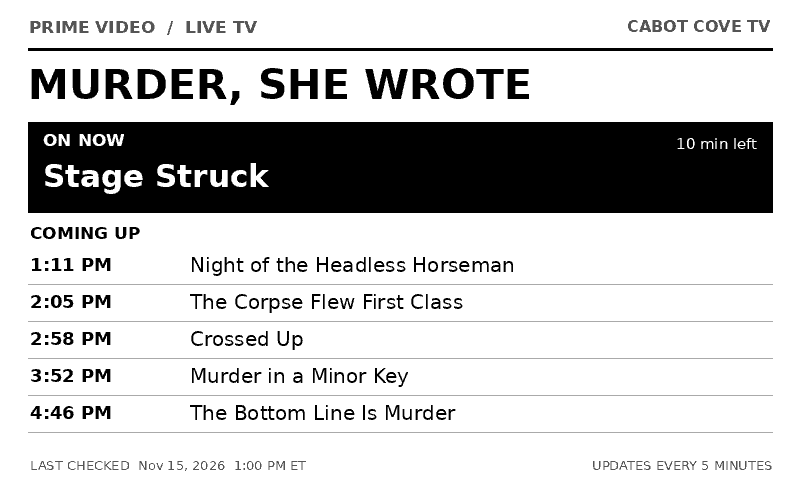 PRIME VIDEO / LIVE TV
CABOT COVE TV
MURDER, SHE WROTE
ON NOW
10 min left
Stage Struck
COMING UP
1:11 PM Night of the Headless Horseman
2:05 PM The Corpse Flew First Class
2:58 PM Crossed Up
3:52 PM Murder in a Minor Key
4:46 PM The Bottom Line Is Murder
LAST CHECKED Nov 15, 2026 1:00 PM ET
UPDATES EVERY 5 MINUTES